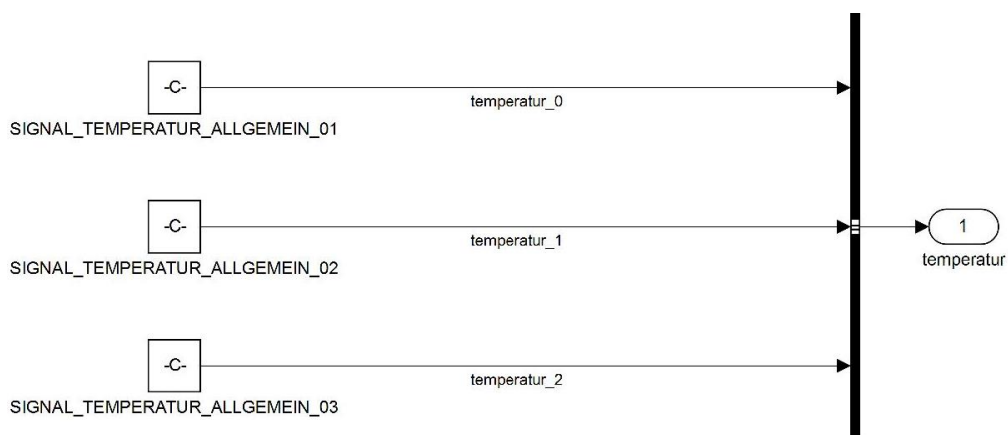 -C-
temperatur_0
SIGNAL_TEMPERATUR_ALLGEMEIN_01
-C-
temperatur_1
SIGNAL_TEMPERATUR_ALLGEMEIN_02
1
temperatur
-C-
temperatur_2
SIGNAL_TEMPERATUR_ALLGEMEIN_03